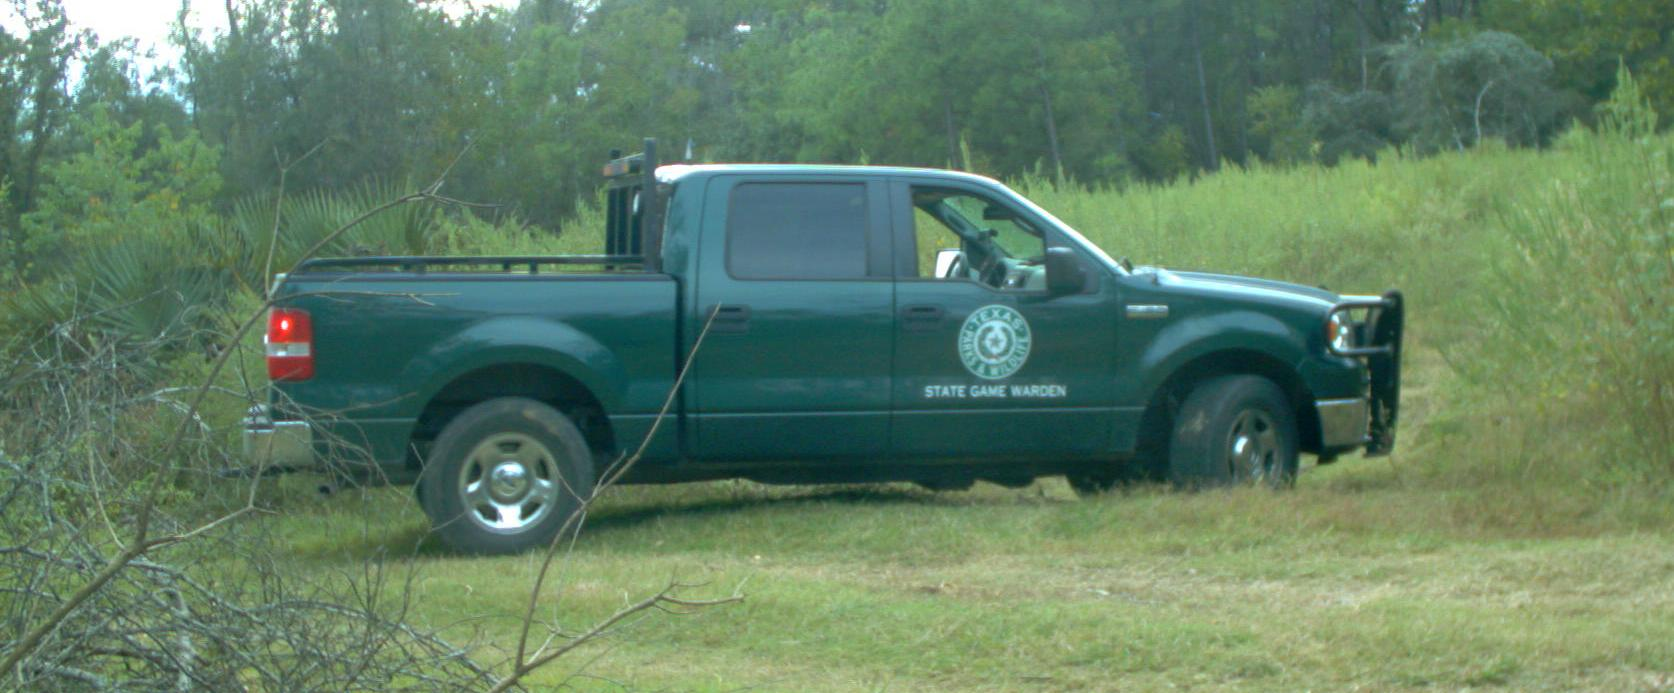 TEXAS
PARKS & WILDLIFE
STATE GAME WARDEN